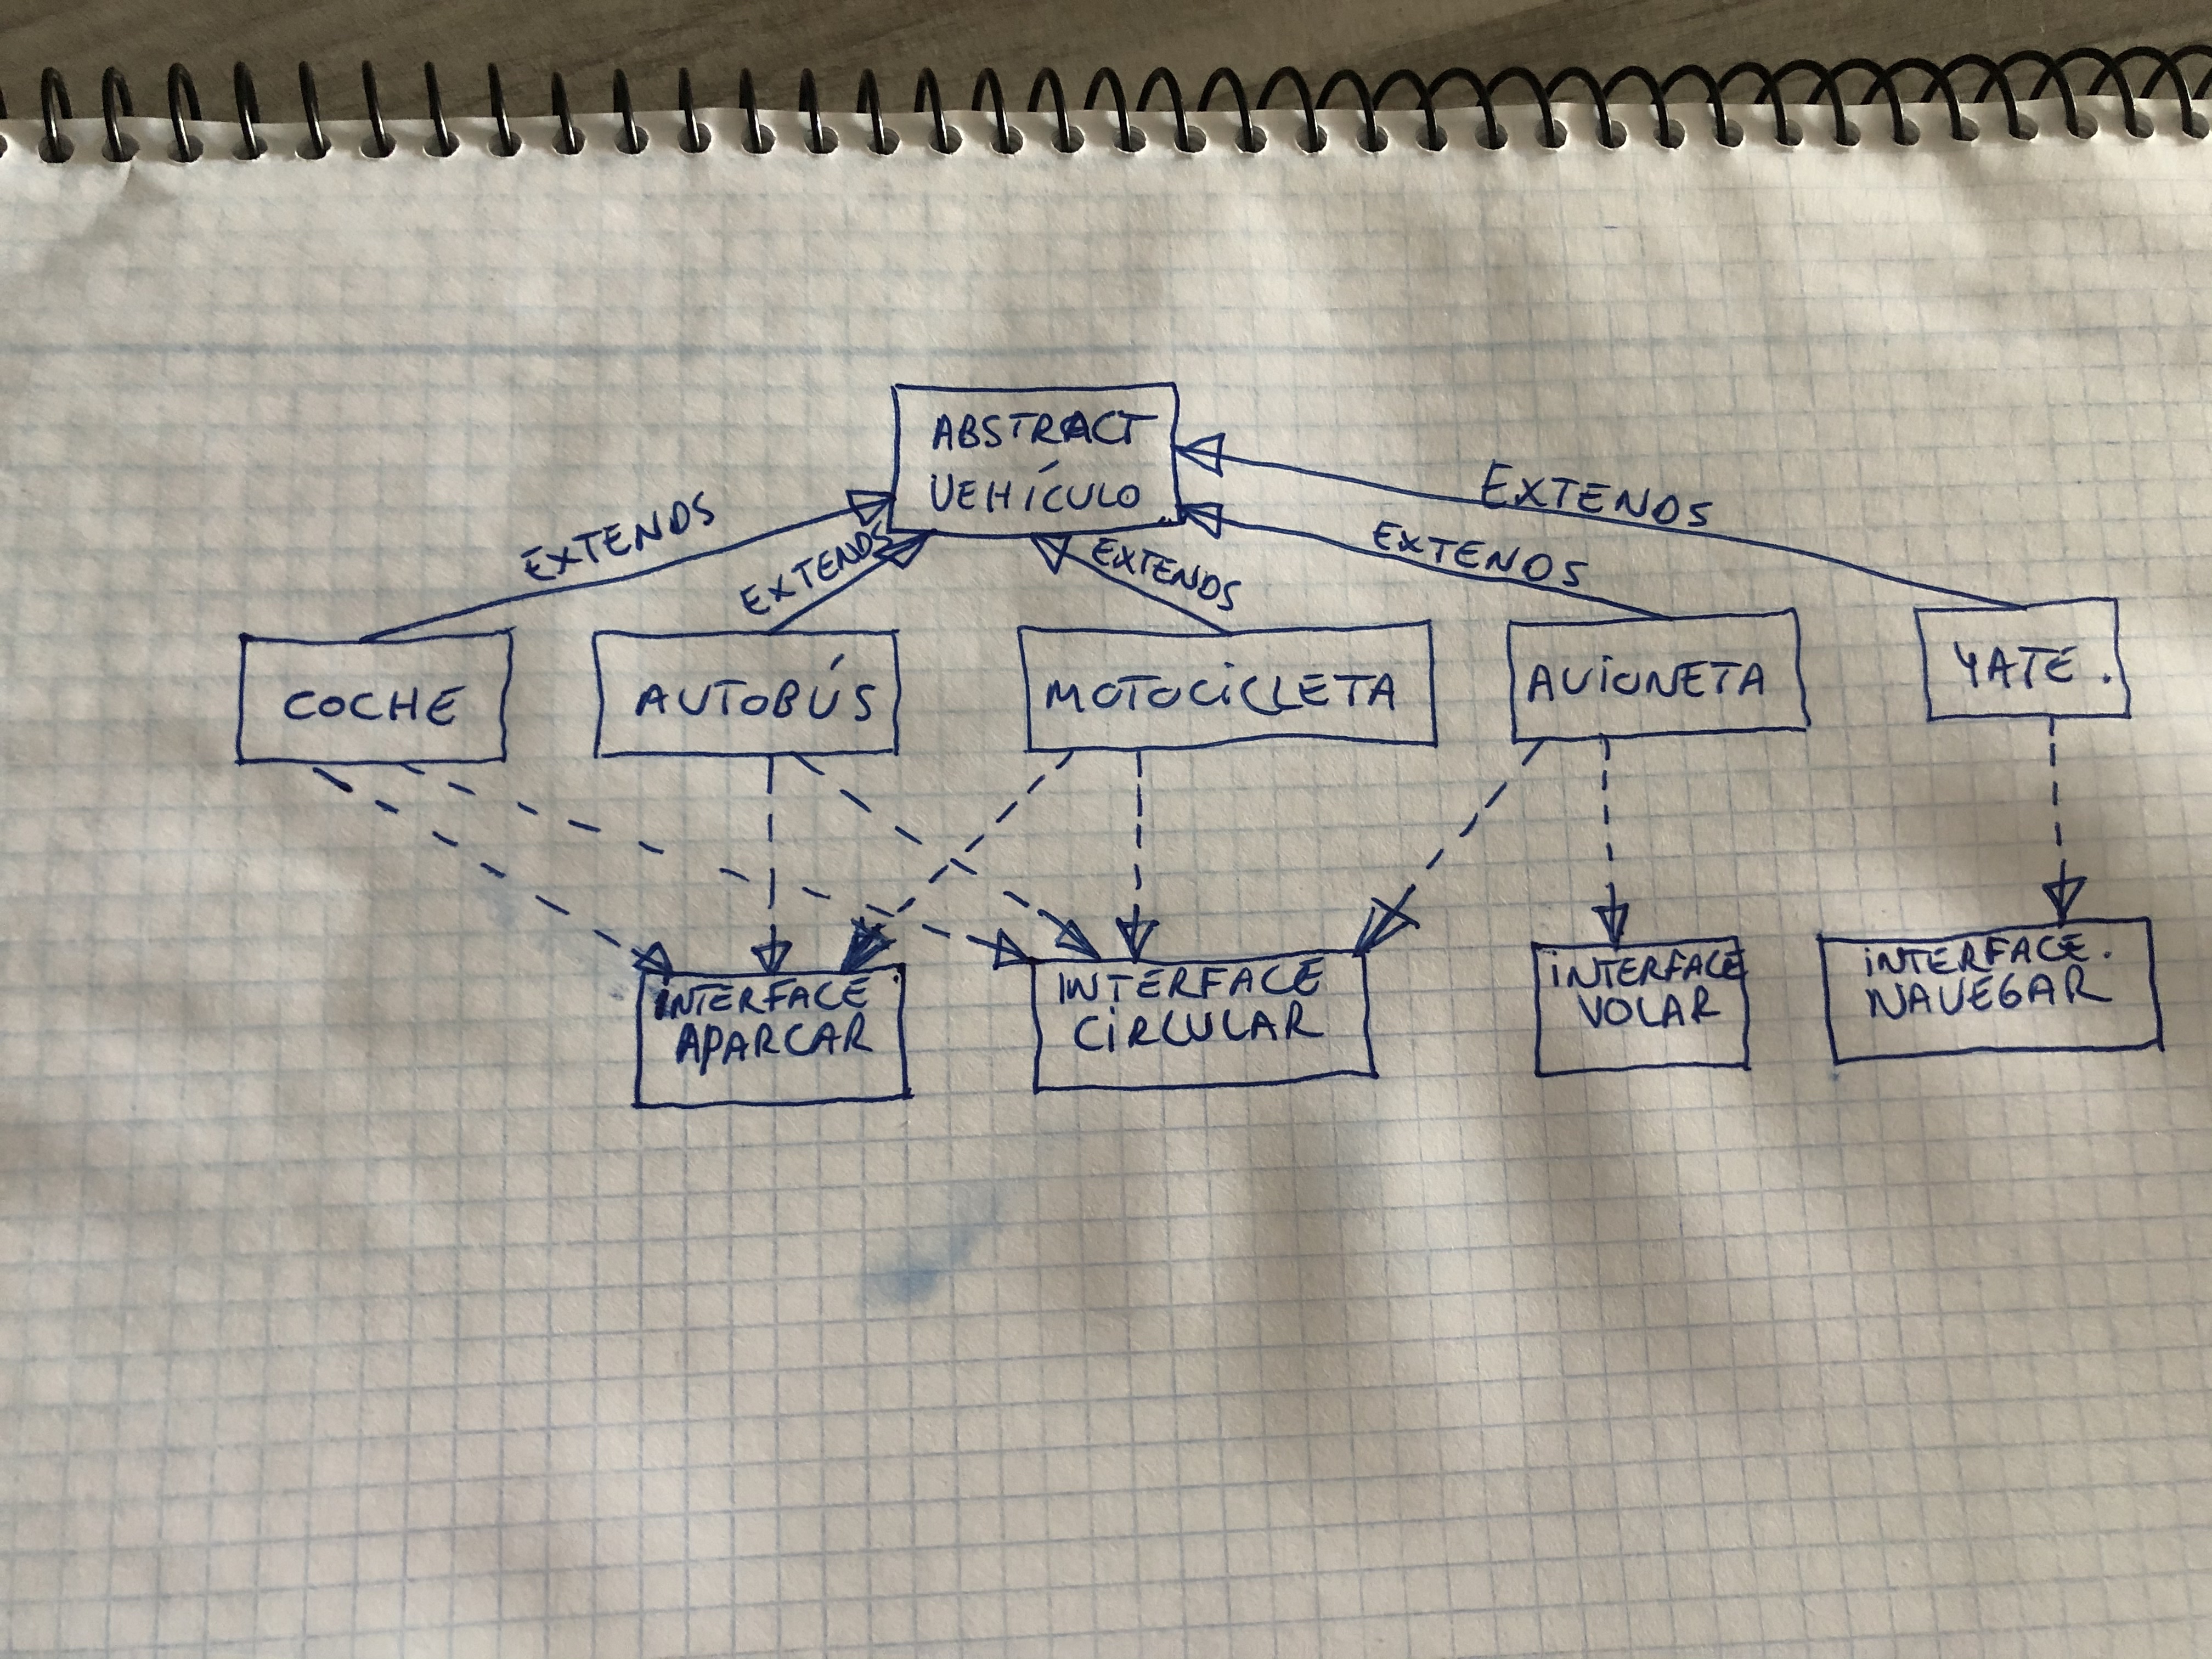 ABSTRACT
VEHÍCULO
EXTENDS
EXTENDS
EXTENDS
EXTENDS
EXTENDS
COCHE
AUTOBÚS
MOTOCICLETA
AVIONETA
YATE.
INTERFACE
APARCAR
INTERFACE
CIRCULAR
INTERFACE
VOLAR
INTERFACE.
NAVEGAR